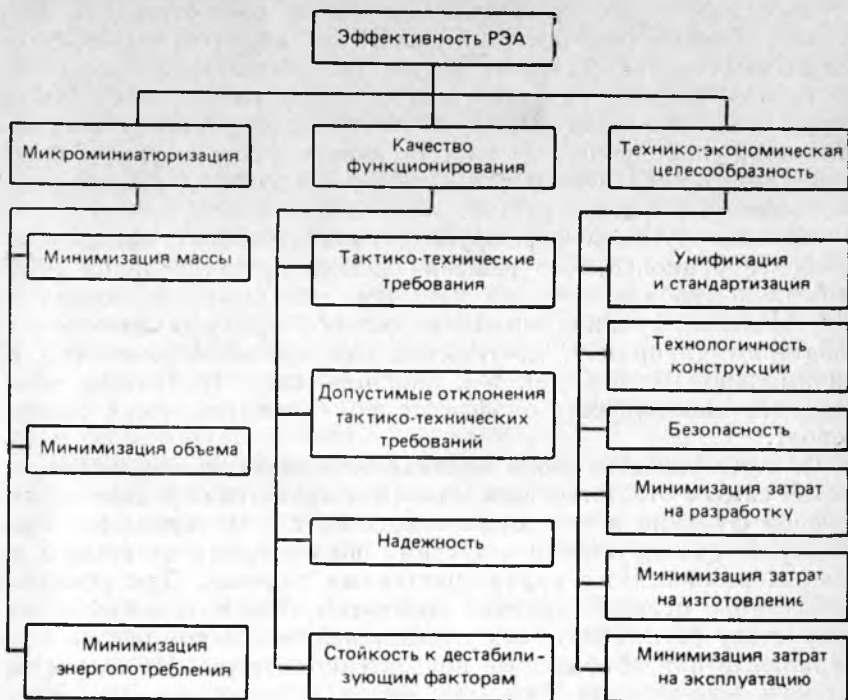 Эффективность РЭА
Микроминиатюризация
Качество
функционирования
Технико-экономическая
целесообразность
Минимизация массы
Минимизация объема
Минимизация
энергопотребления
Тактико-технические
требования
Допустимые отклонения
тактико-технических
требований
Надежность
Стойкость к дестабили-
зующим факторам
Унификация
и стандартизация
Технологичность
конструкции
Безопасность
Минимизация затрат
на разработку
Минимизация затрат
на изготовление
Минимизация затрат
на эксплуатацию